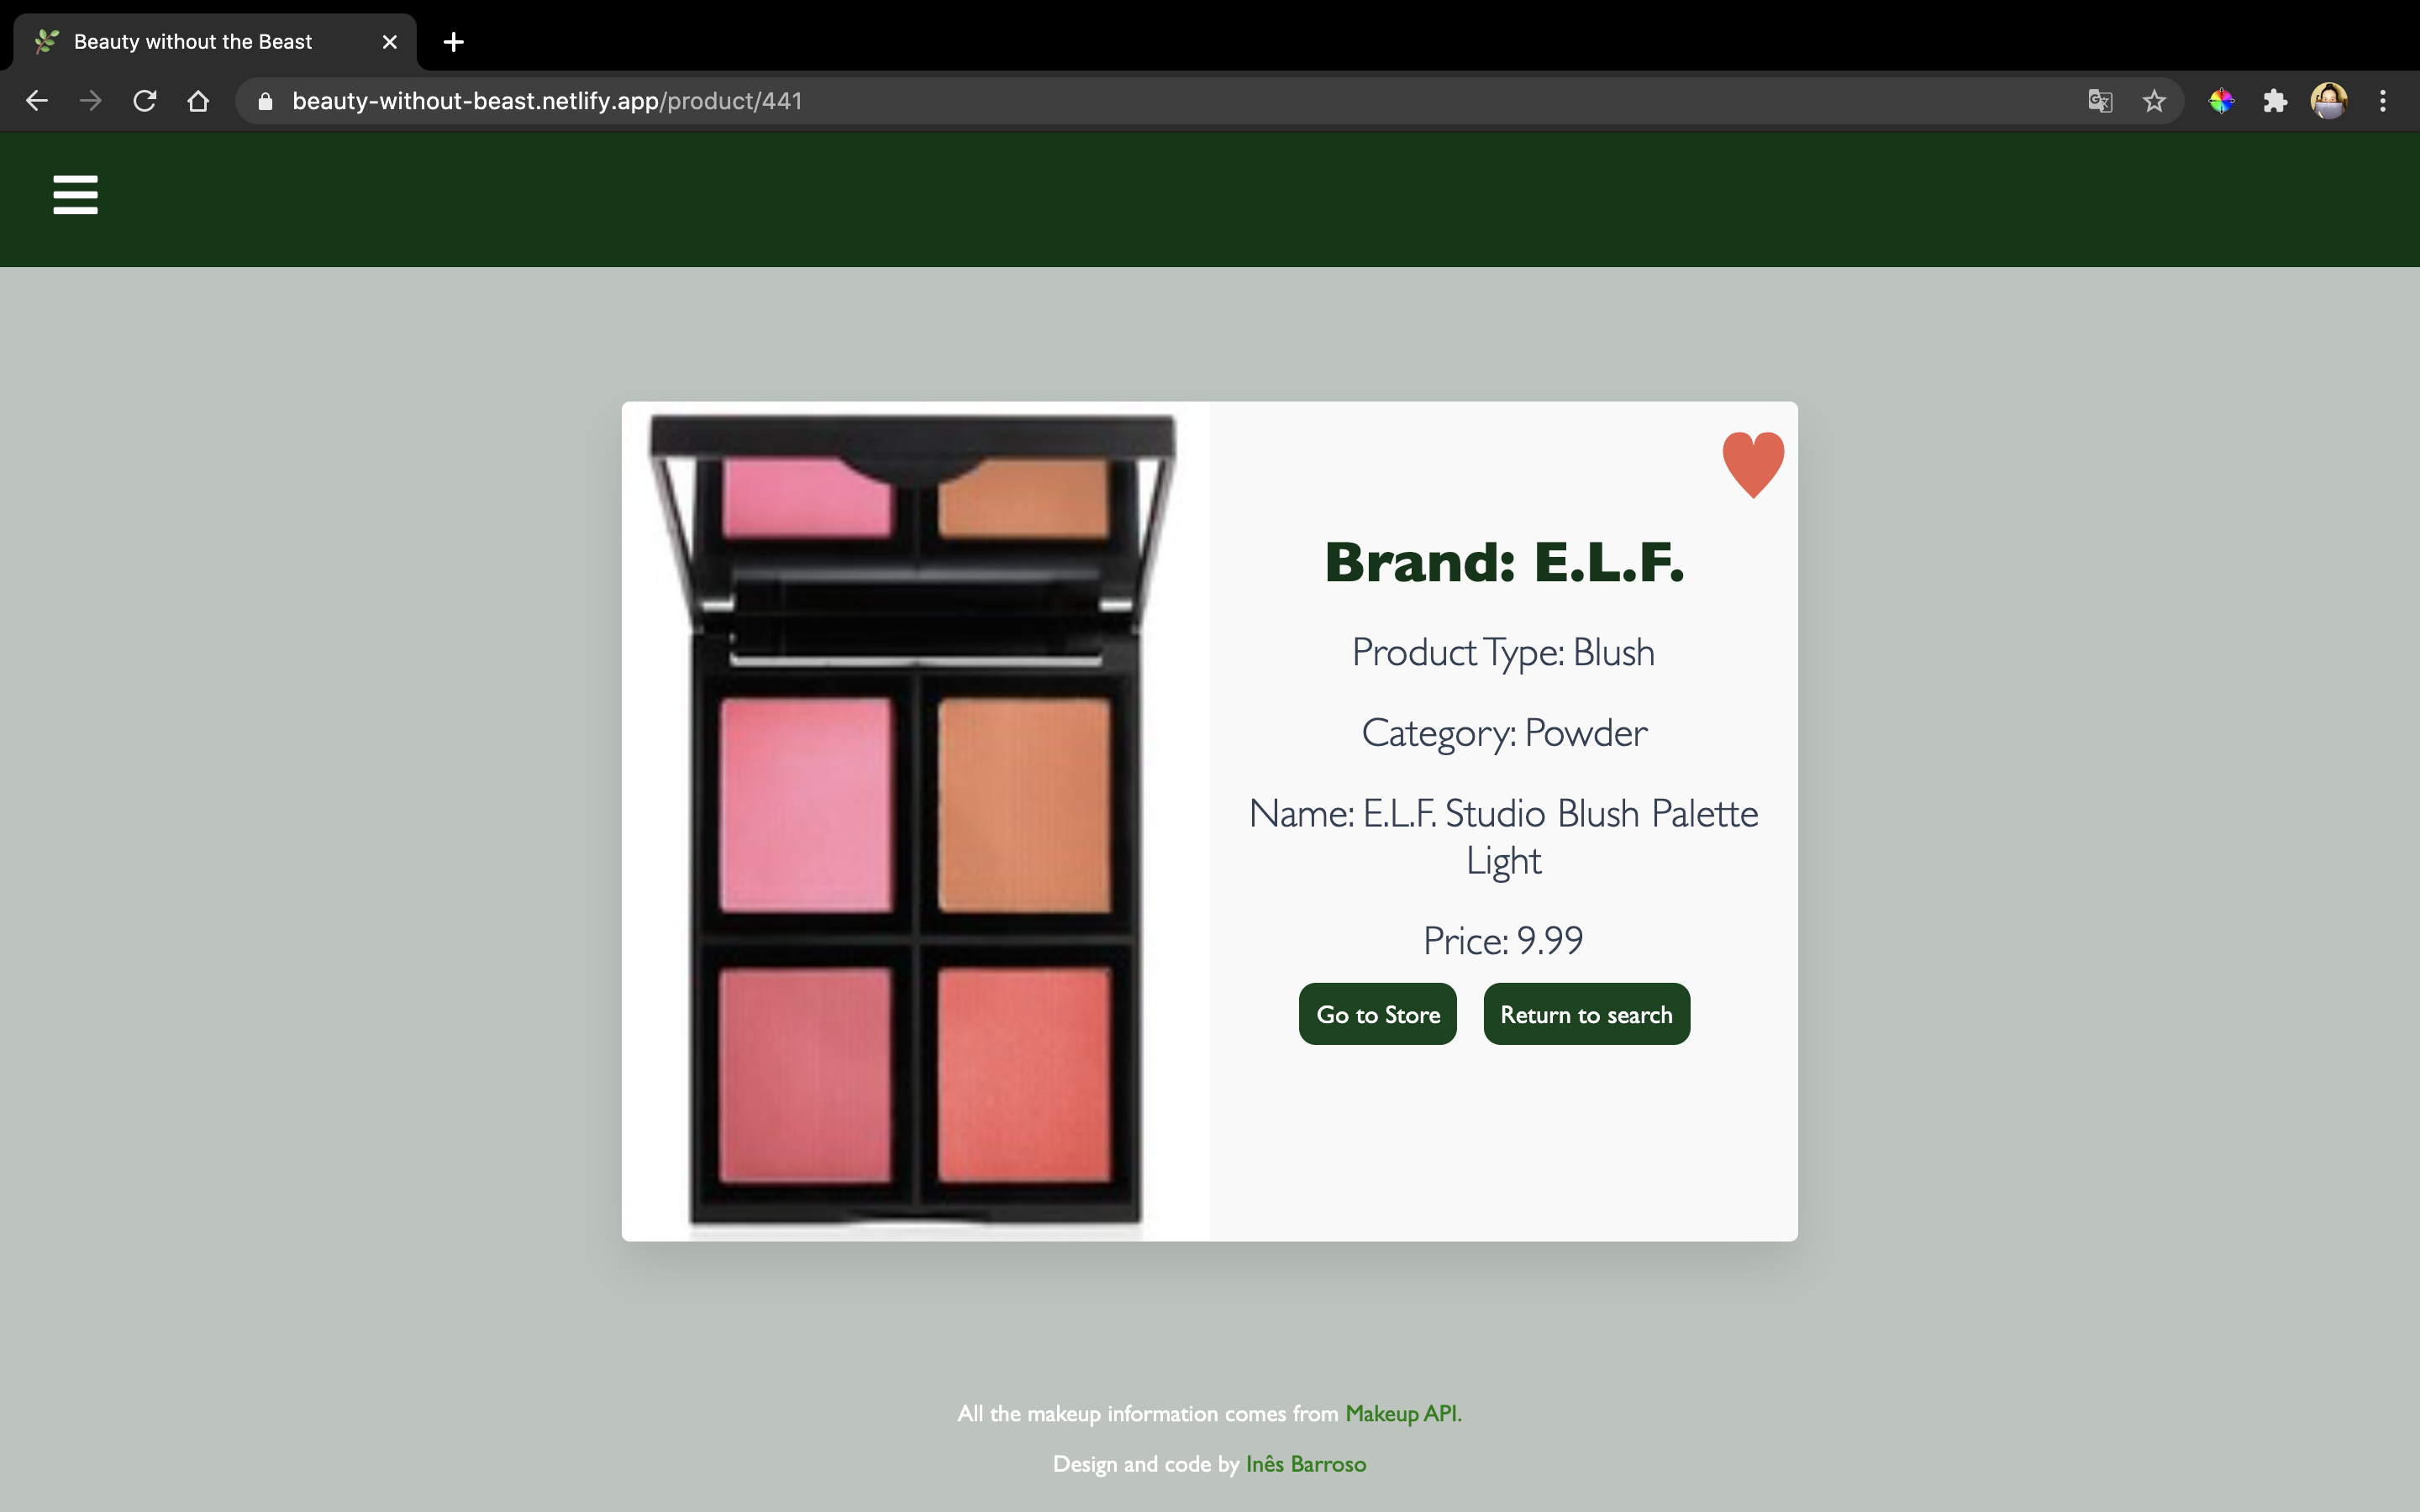 Beauty without the Beast
beauty-without-beast.netlify.app/product/441
Brand: E.L.F.
Product Type: Blush
Category: Powder
Name: E.L.F. Studio Blush Palette
Light
Price: 9.99
Go to Store
Return to search
All the makeup information comes from Makeup API.
Design and code by Inês Barroso